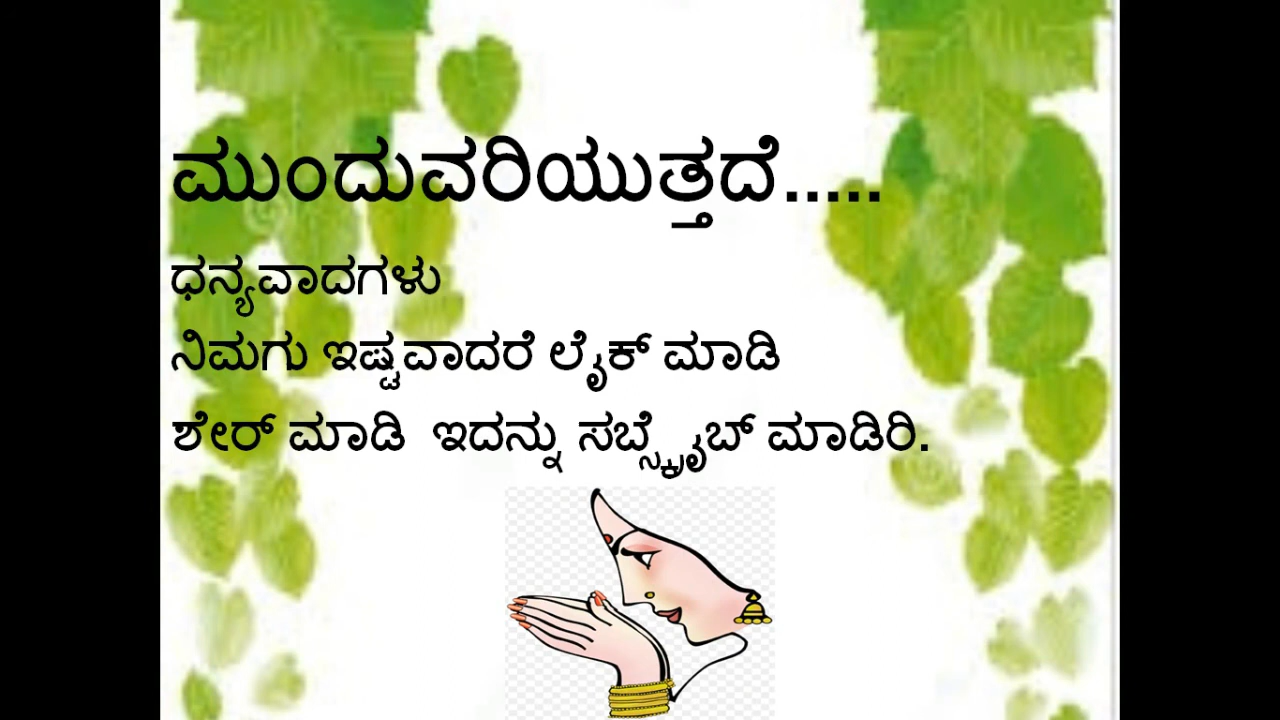 ಮುಂದುವರಿಯುತ್ತದೆ.....
ಧನ್ಯವಾದಗಳು
ನಿಮಗು ಇಷ್ಟವಾದರೆ ಲೈಕ್ ಮಾಡಿ
ಶೇರ್ ಮಾಡಿ ಇದನ್ನು ಸಬ್ಸ್ಕ್ರೈಬ್ ಮಾಡಿರಿ.